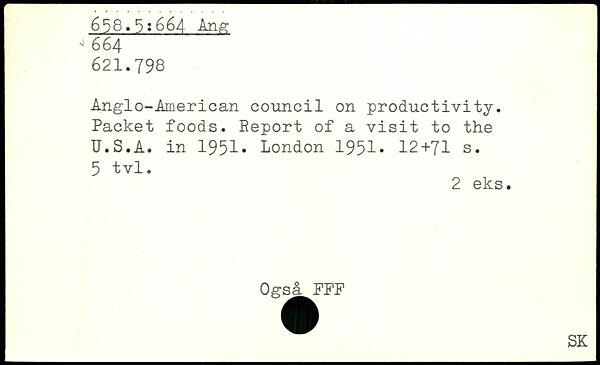 658.5:664 Ang
664
621.798
Anglo-American council on productivity.
Packet foods. Report of a visit to the
U.S.A. in 1951. London 1951. 12+71 s.
5 tvl.
2 eks.
Også FFF
SK